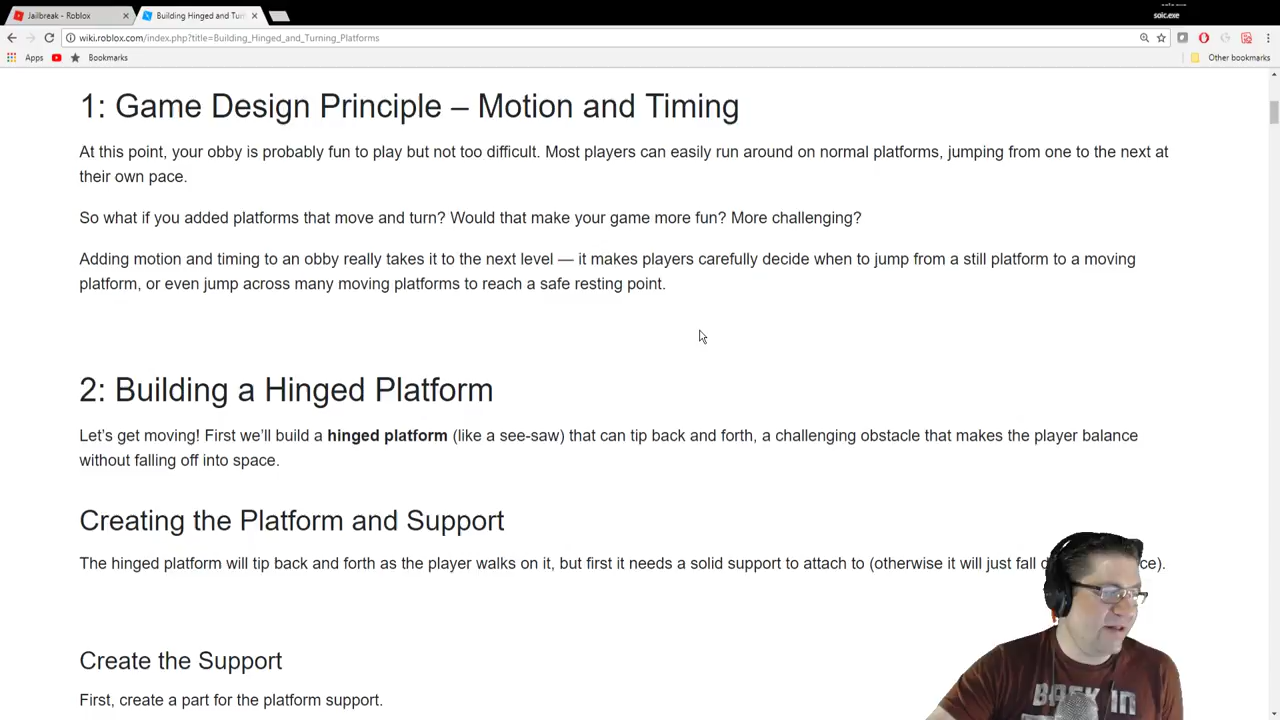 Jailbreak - Roblox
Building Hinged and Turn
solc.exe
wiki.roblox.com/index.php?title=Building_Hinged_and_Turning_Platforms
Apps
Bookmarks
Other bookmarks
1: Game Design Principle – Motion and Timing
At this point, your obby is probably fun to play but not too difficult. Most players can easily run around on normal platforms, jumping from one to the next at
their own pace.
So what if you added platforms that move and turn? Would that make your game more fun? More challenging?
Adding motion and timing to an obby really takes it to the next level — it makes players carefully decide when to jump from a still platform to a moving
platform, or even jump across many moving platforms to reach a safe resting point.
2: Building a Hinged Platform
Let's get moving! First we'll build a hinged platform (like a see-saw) that can tip back and forth, a challenging obstacle that makes the player balance
without falling off into space.
Creating the Platform and Support
The hinged platform will tip back and forth as the player walks on it, but first it needs a solid support to attach to (otherwise it will just fall
Create the Support
First, create a part for the platform support.
BACK IN